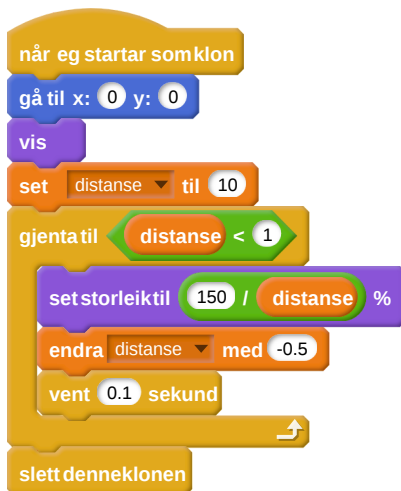 når eg startar som klon
gå til x: 0 y: 0
vis
set distanse til 10
gjenta til distanse < 1
set storleik til 150 / distanse %
endra distanse med -0.5
vent 0.1 sekund
slett denne klonen